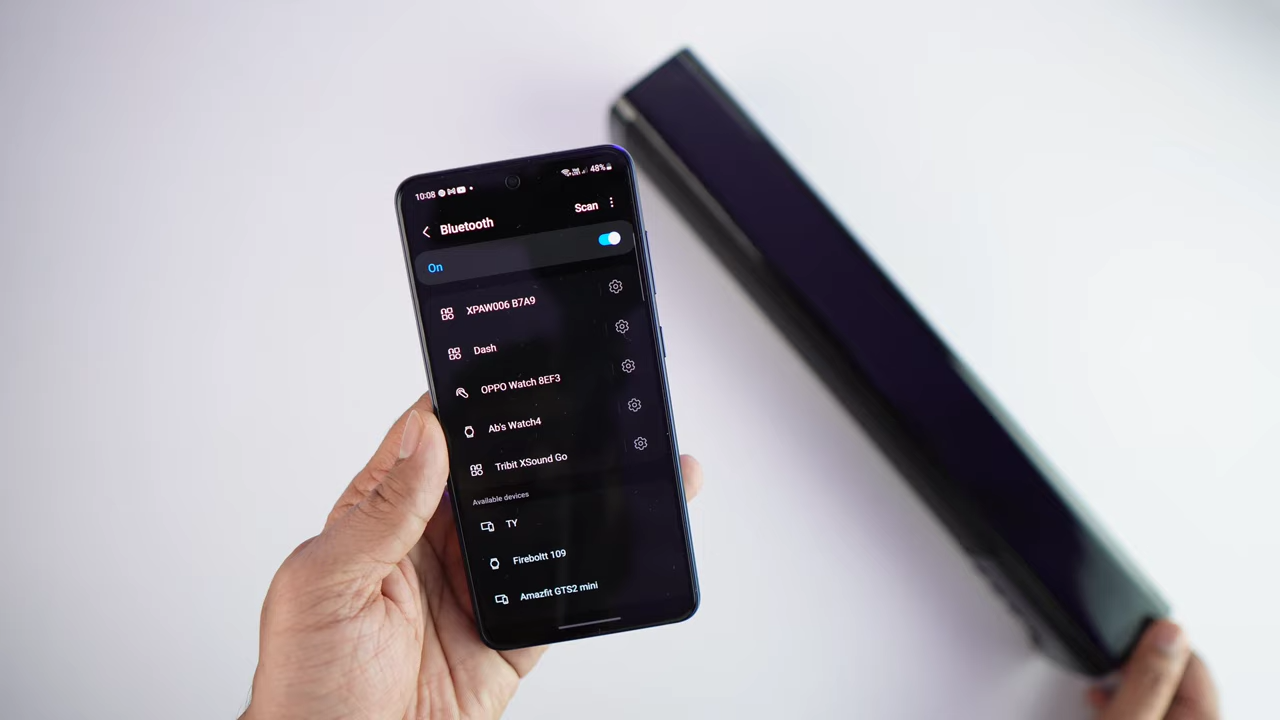 10:08 48%
Bluetooth Scan
On
XPAW006 B7A9
Dash
OPPO Watch 8EF3
Ab's Watch4
Tribit XSound Go
Available devices
TY
Fireboltt 109
Amazfit GTS2 mini